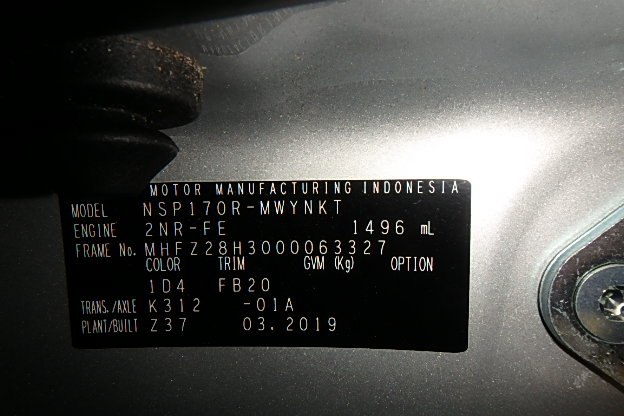 MOTOR MANUFACTURING INDONESIA
MODEL NSP170R-MWYNKT
ENGINE 2NR-FE 1496 mL
FRAME No. MHFZ28H3000063327
COLOR TRIM GVM (Kg) OPTION
1D4 FB20
TRANS./AXLE K312 -01A
PLANT/BUILT Z37 03.2019